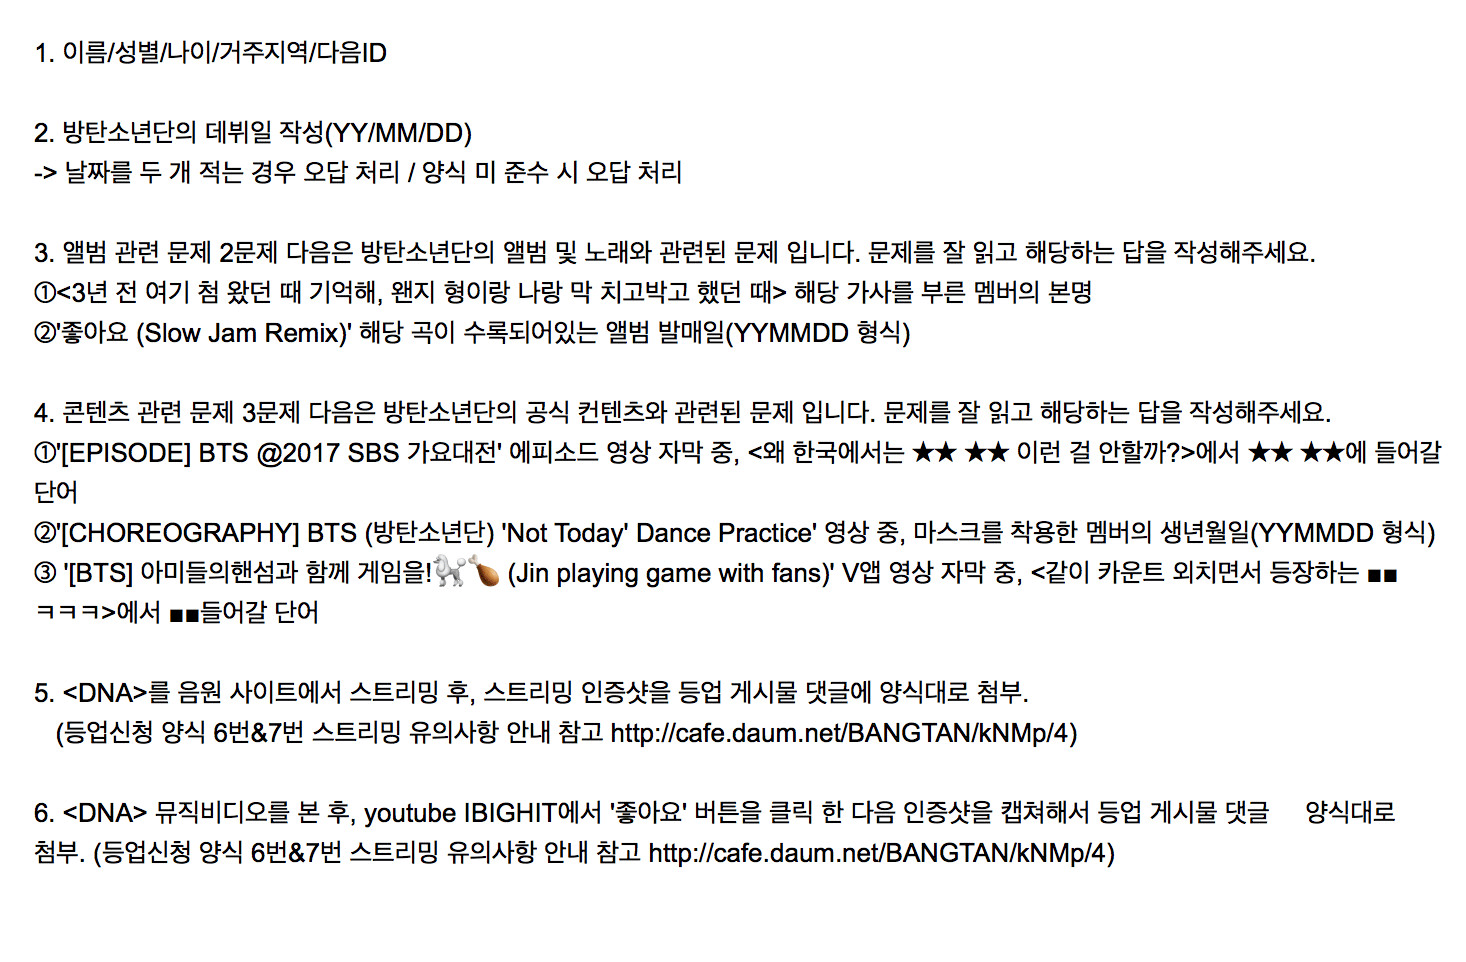 1. 이름/성별/나이/거주지역/다음ID
2. 방탄소년단의 데뷔일 작성(YY/MM/DD)
-> 날짜를 두 개 적는 경우 오답 처리 / 양식 미 준수 시 오답 처리
3. 앨범 관련 문제 2문제 다음은 방탄소년단의 앨범 및 노래와 관련된 문제 입니다. 문제를 잘 읽고 해당하는 답을 작성해주세요.
①<3년 전 여기 첨 왔던 때 기억해, 왠지 형이랑 나랑 막 치고박고 했던 때> 해당 가사를 부른 멤버의 본명
②'좋아요 (Slow Jam Remix)' 해당 곡이 수록되어있는 앨범 발매일(YYMMDD 형식)
4. 콘텐츠 관련 문제 3문제 다음은 방탄소년단의 공식 컨텐츠와 관련된 문제 입니다. 문제를 잘 읽고 해당하는 답을 작성해주세요.
①'[EPISODE] BTS @2017 SBS 가요대전' 에피소드 영상 자막 중, <왜 한국에서는 ★★ ★★ 이런 걸 안할까?>에서 ★★ ★★에 들어갈
단어
②'[CHOREOGRAPHY] BTS (방탄소년단) 'Not Today' Dance Practice' 영상 중, 마스크를 착용한 멤버의 생년월일(YYMMDD 형식)
③ '[BTS] 아미들의핸섬과 함께 게임을!🐩🍗 (Jin playing game with fans)' V앱 영상 자막 중, <같이 카운트 외치면서 등장하는 ■■
ㅋㅋㅋ>에서 ■■들어갈 단어
5. <DNA>를 음원 사이트에서 스트리밍 후, 스트리밍 인증샷을 등업 게시물 댓글에 양식대로 첨부.
(등업신청 양식 6번&7번 스트리밍 유의사항 안내 참고 http://cafe.daum.net/BANGTAN/kNMp/4)
6. <DNA> 뮤직비디오를 본 후, youtube IBIGHIT에서 '좋아요' 버튼을 클릭 한 다음 인증샷을 캡쳐해서 등업 게시물 댓글 양식대로
첨부. (등업신청 양식 6번&7번 스트리밍 유의사항 안내 참고 http://cafe.daum.net/BANGTAN/kNMp/4)